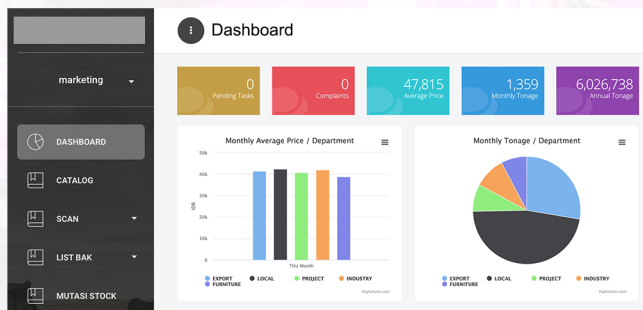 Dashboard
marketing
DASHBOARD
CATALOG
SCAN
LIST BAK
MUTASI STOCK
0
Pending Tasks
0
Complaints
47,815
Average Price
1,359
Monthly Tonage
6,026,738
Annual Tonage
Monthly Average Price / Department
50k
40k
30k
20k
10k
0
IDR
This Month
EXPORT LOCAL PROJECT INDUSTRY
FURNITURE
Highcharts.com
Monthly Tonage / Department
EXPORT LOCAL PROJECT INDUSTRY
FURNITURE
Highcharts.com